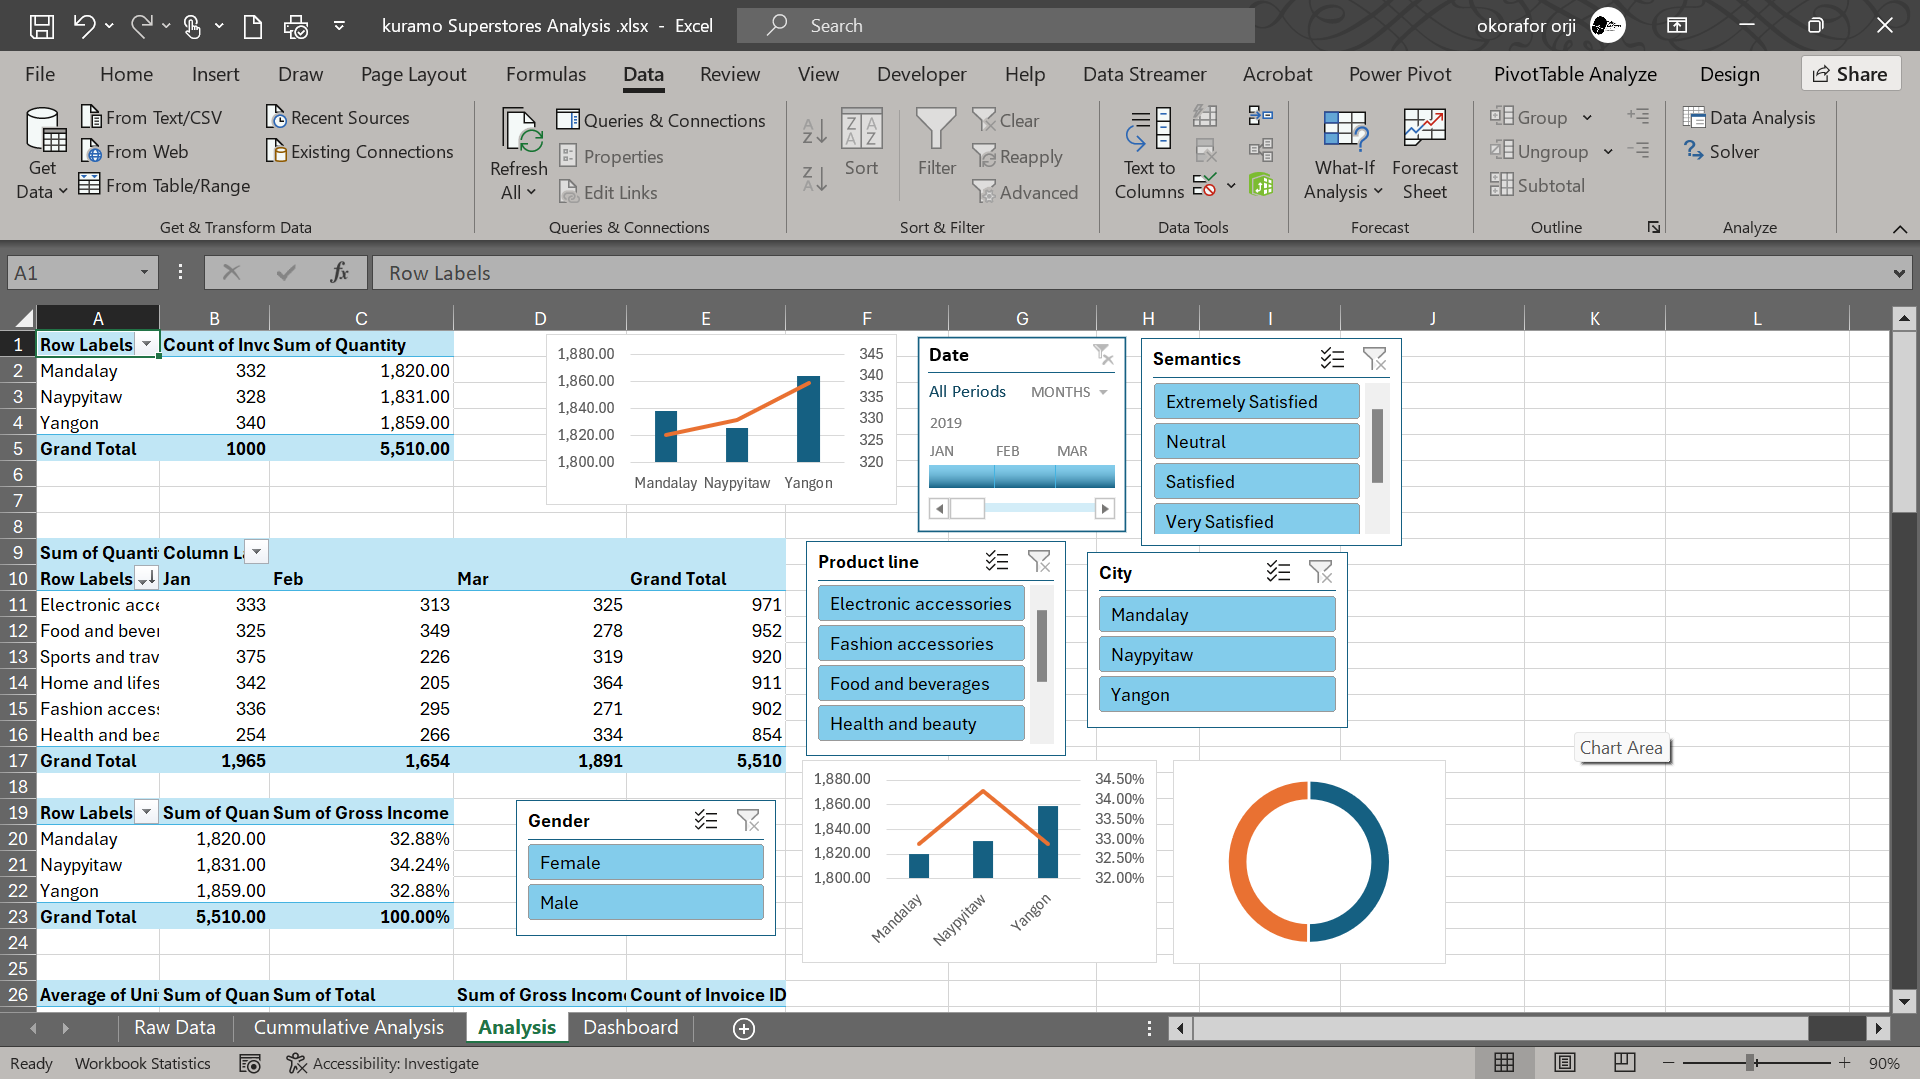 kuramo Superstores Analysis .xlsx - Excel
Search
okorafor orji
File Home Insert Draw Page Layout Formulas Data Review View Developer Help Data Streamer Acrobat Power Pivot PivotTable Analyze Design Share
Get Data
From Text/CSV
From Web
From Table/Range
Recent Sources
Existing Connections
Get & Transform Data
Refresh All
Queries & Connections
Properties
Edit Links
Queries & Connections
Sort
Filter
Clear
Reapply
Advanced
Sort & Filter
Text to Columns
Data Tools
What-If Analysis
Forecast Sheet
Forecast
Group
Ungroup
Subtotal
Outline
Data Analysis
Solver
Analyze
A1
fx
Row Labels
A B C D E F G H I J K L
1 Row Labels Count of Invc Sum of Quantity
2 Mandalay 332 1,820.00
3 Naypyitaw 328 1,831.00
4 Yangon 340 1,859.00
5 Grand Total 1000 5,510.00
6
7
8
9 Sum of Quanti Column L
10 Row Labels Jan Feb Mar Grand Total
11 Electronic acce 333 313 325 971
12 Food and bever 325 349 278 952
13 Sports and trav 375 226 319 920
14 Home and lifes 342 205 364 911
15 Fashion access 336 295 271 902
16 Health and bea 254 266 334 854
17 Grand Total 1,965 1,654 1,891 5,510
18
19 Row Labels Sum of Quan Sum of Gross Income
20 Mandalay 1,820.00 32.88%
21 Naypyitaw 1,831.00 34.24%
22 Yangon 1,859.00 32.88%
23 Grand Total 5,510.00 100.00%
24
25
26 Average of Uni Sum of Quan Sum of Total Sum of Gross Income Count of Invoice ID
1,880.00 345
340
1,860.00 335
1,840.00 330
1,820.00 325
1,800.00 320
Mandalay Naypyitaw Yangon
Date
All Periods MONTHS
2019
JAN FEB MAR
Semantics
Extremely Satisfied
Neutral
Satisfied
Very Satisfied
Product line
Electronic accessories
Fashion accessories
Food and beverages
Health and beauty
City
Mandalay
Naypyitaw
Yangon
Chart Area
Gender
Female
Male
1,880.00 34.50%
1,860.00 34.00%
33.50%
1,840.00 33.00%
1,820.00 32.50%
1,800.00 32.00%
Mandalay Naypyitaw Yangon
Raw Data Cummulative Analysis Analysis Dashboard
Ready Workbook Statistics Accessibility: Investigate 90%